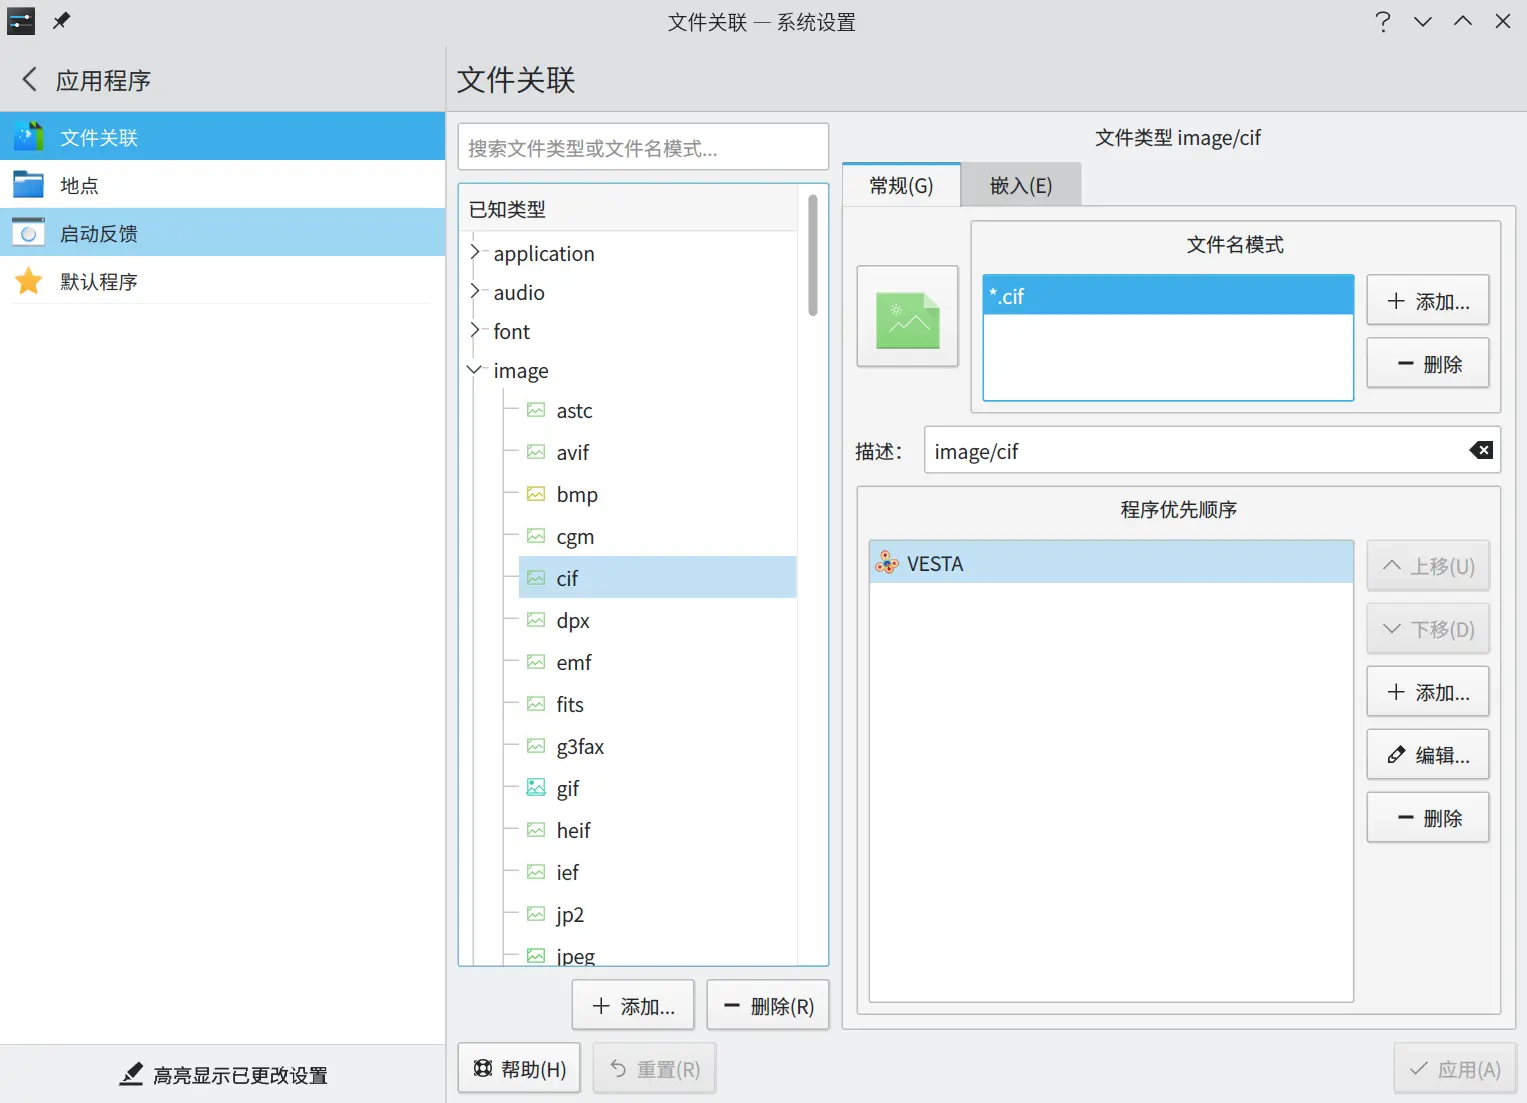 文件关联 — 系统设置
应用程序
文件关联
地点
启动反馈
默认程序
高亮显示已更改设置
文件关联
搜索文件类型或文件名模式...
已知类型
application
audio
font
image
astc
avif
bmp
cgm
cif
dpx
emf
fits
g3fax
gif
heif
ief
jp2
jpeg
添加...
删除(R)
帮助(H)
重置(R)
文件类型 image/cif
常规(G)
嵌入(E)
文件名模式
*.cif
添加...
删除
描述：
image/cif
程序优先顺序
VESTA
上移(U)
下移(D)
添加...
编辑...
删除
应用(A)